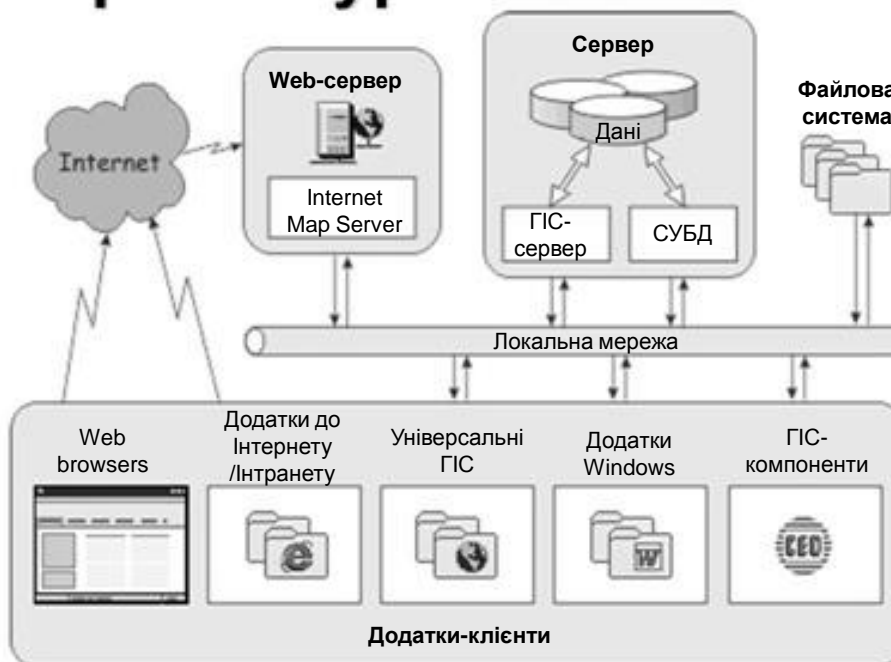 Сервер
Web-сервер
Файлова
система
Дані
Internet
Internet
Map Server
ГІС-
сервер
СУБД
Локальна мережа
Web
browsers
Додатки до
Інтернету
/Інтранету
Універсальні
ГІС
Додатки
Windows
ГІС-
компоненти
Додатки-клієнти